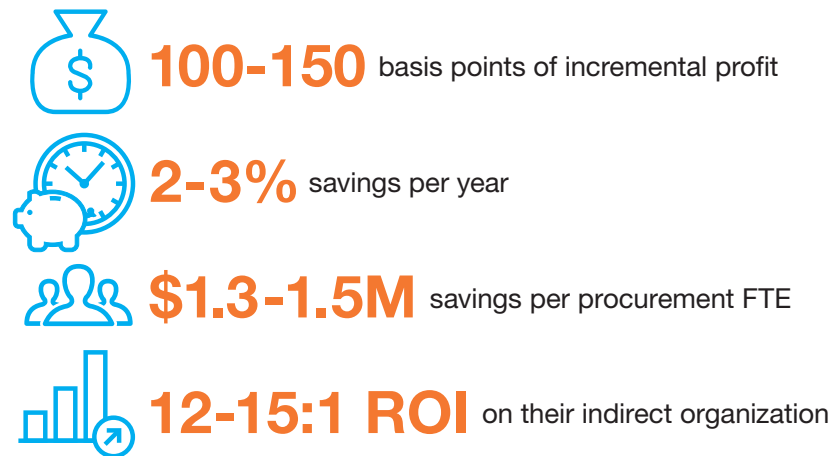 $
100-150 basis points of incremental profit
2-3% savings per year
$1.3-1.5M savings per procurement FTE
12-15:1 ROI on their indirect organization